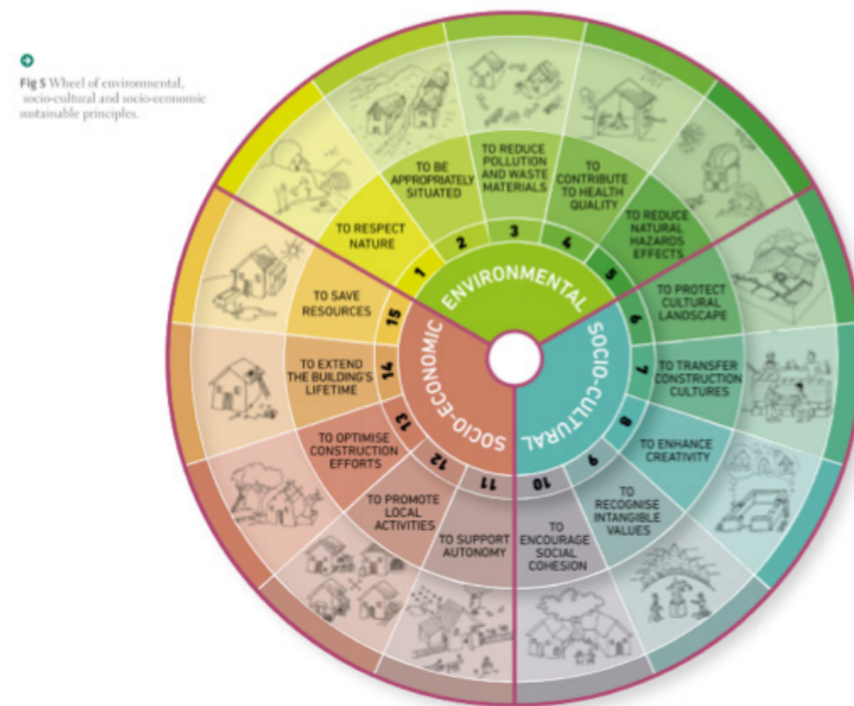 Fig 5 Wheel of environmental,
socio-cultural and socio-economic
sustainable principles.
ENVIRONMENTAL
SOCIO-CULTURAL
SOCIO-ECONOMIC
1
TO RESPECT
NATURE
2
TO BE
APPROPRIATELY
SITUATED
3
TO REDUCE
POLLUTION
AND WASTE
MATERIALS
4
TO
CONTRIBUTE
TO HEALTH
QUALITY
5
TO REDUCE
NATURAL
HAZARDS
EFFECTS
6
TO PROTECT
CULTURAL
LANDSCAPE
7
TO TRANSFER
CONSTRUCTION
CULTURES
8
TO ENHANCE
CREATIVITY
9
TO
RECOGNISE
INTANGIBLE
VALUES
10
TO
ENCOURAGE
SOCIAL
COHESION
11
TO SUPPORT
AUTONOMY
12
TO PROMOTE
LOCAL
ACTIVITIES
13
TO OPTIMISE
CONSTRUCTION
EFFORTS
14
TO EXTEND
THE BUILDING'S
LIFETIME
15
TO SAVE
RESOURCES